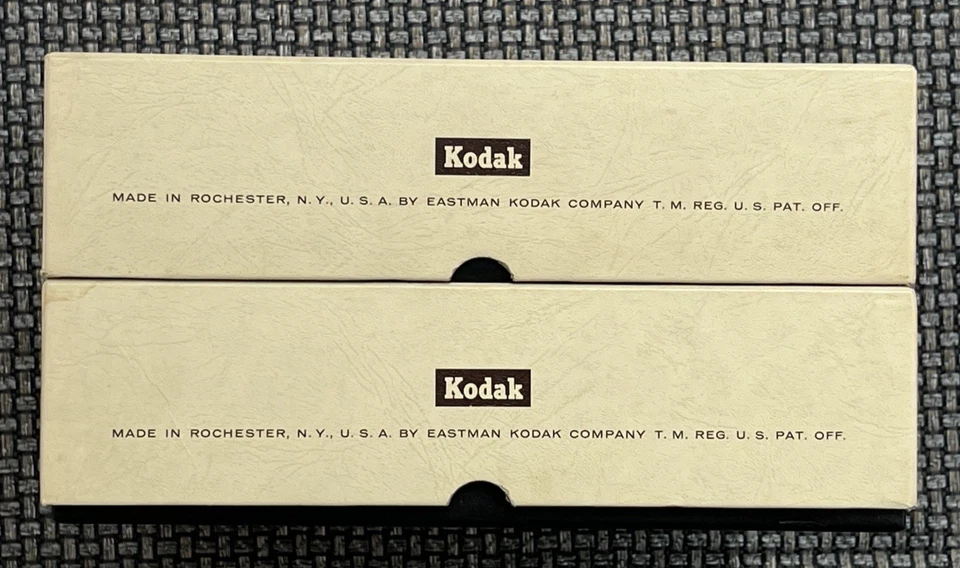 Kodak
MADE IN ROCHESTER, N. Y., U. S. A. BY EASTMAN KODAK COMPANY T. M. REG. U. S. PAT. OFF.
Kodak
MADE IN ROCHESTER, N. Y., U. S. A. BY EASTMAN KODAK COMPANY T. M. REG. U. S. PAT. OFF.